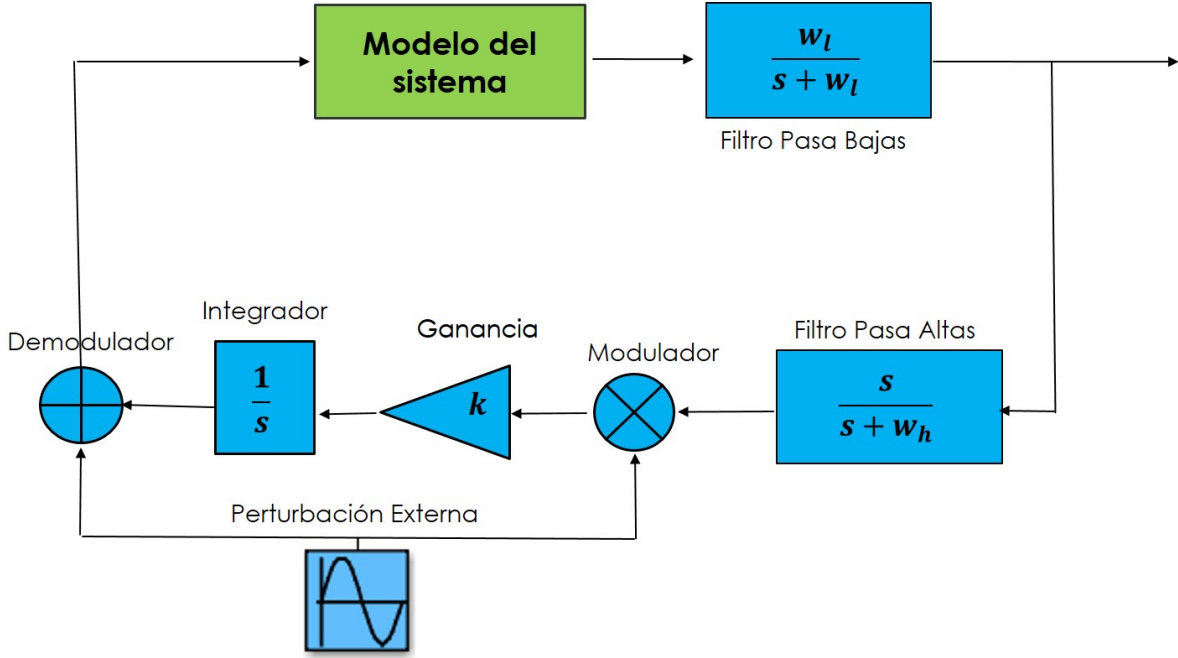 Modelo del
sistema
w_l
s + w_l
Filtro Pasa Bajas
Integrador
Ganancia
Demodulador
Modulador
Filtro Pasa Altas
1
s
k
s
s + w_h
Perturbación Externa